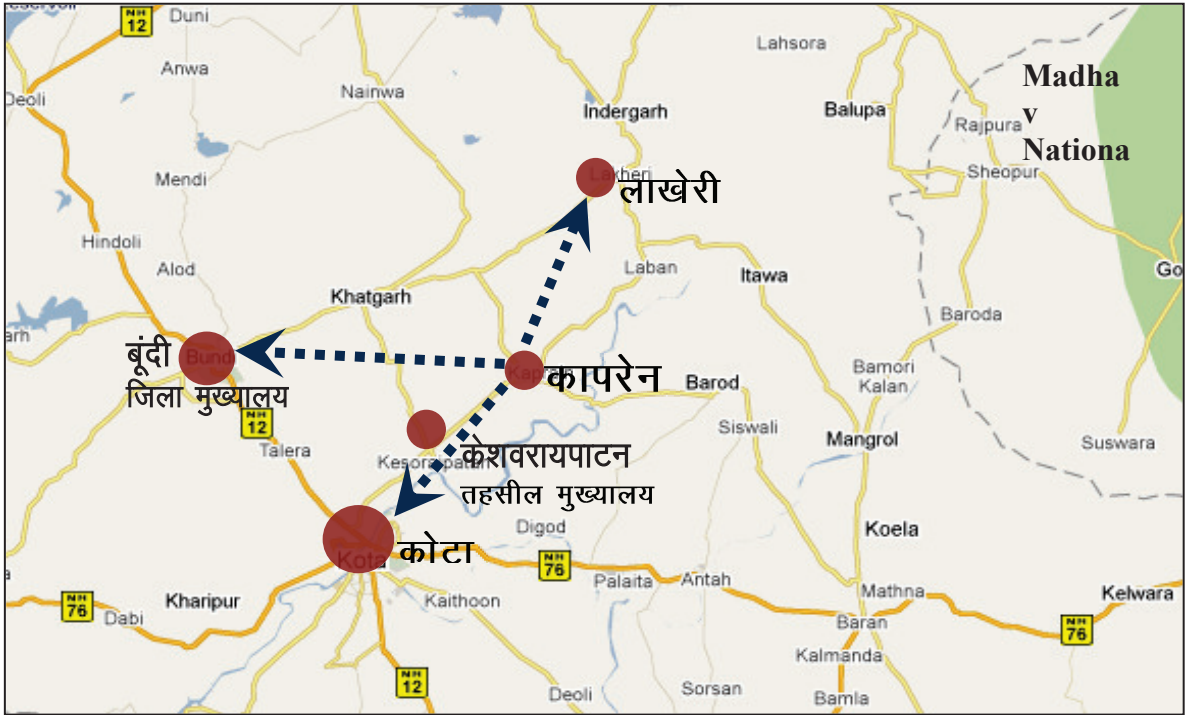 NH
12
Duni
Lahsora
Anwa
Deoli
Nainwa
Indergarh
Balupa
Madha
v
Nationa
Rajpura
Sheopur
Mendi
Lakheri
लाखेरी
Hindoli
Alod
Laban
Itawa
Go
Khatgarh
Baroda
arh
बूंदी
Bundi
जिला मुख्यालय
कापरेन
Barod
Bamori
Kalan
NH
12
Talera
Siswali
Mangrol
Suswara
Kesoraipatan
केशवरायपाटन
तहसील मुख्यालय
Digod
Koela
Kota
कोटा
NH
76
Palaita
Antah
Mathna
Kelwara
NH
76
Dabi
Kharipur
Kaithoon
Baran
NH
76
Kalmanda
NH
12
Deoli
Sorsan
Bamla